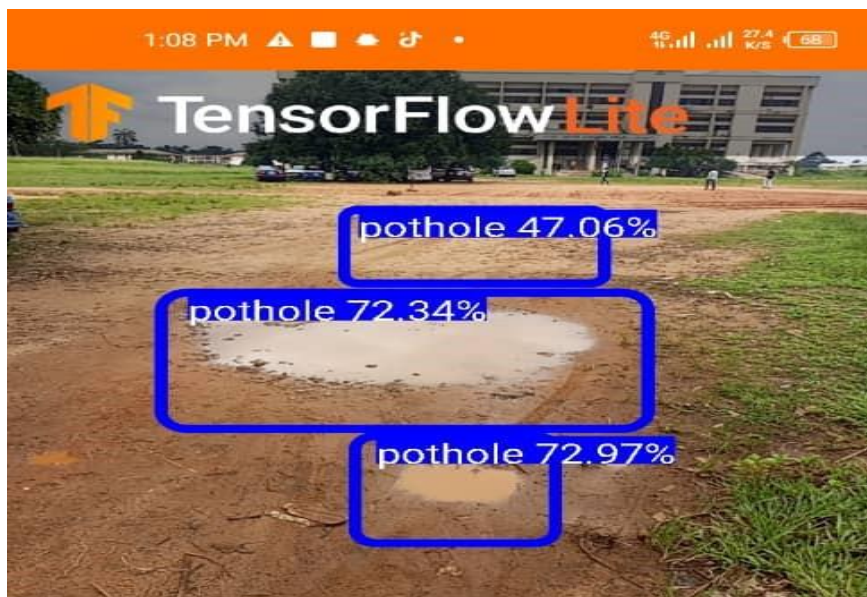 1:08 PM 4G 27.4 K/S 68
TensorFlow Lite
pothole 47.06%
pothole 72.34%
pothole 72.97%